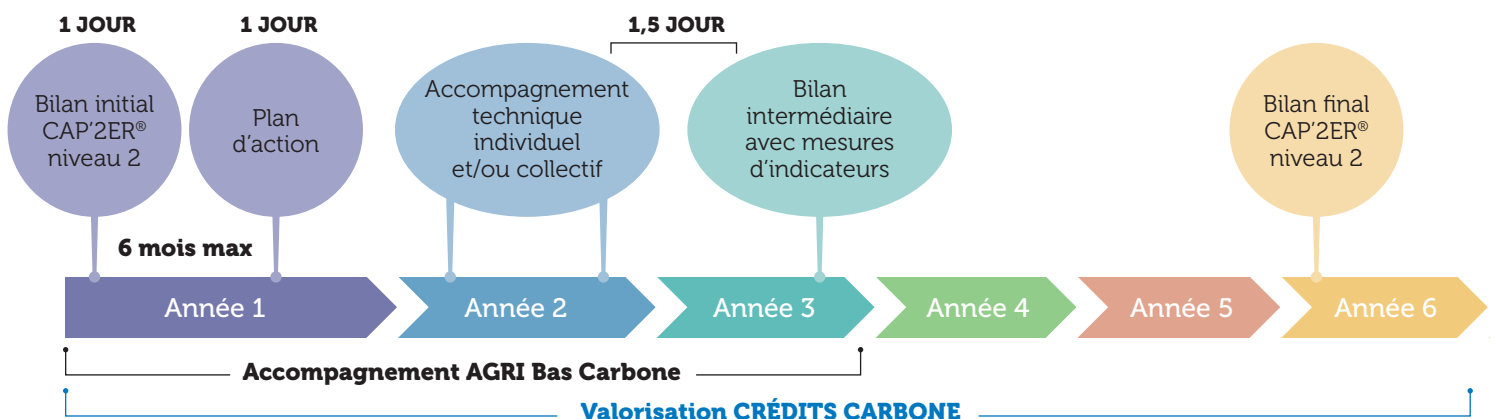 1 JOUR
1 JOUR
1,5 JOUR
Bilan initial
CAP'2ER®
niveau 2
Plan
d'action
Accompagnement
technique
individuel
et/ou collectif
Bilan
intermédiaire
avec mesures
d'indicateurs
Bilan final
CAP'2ER®
niveau 2
6 mois max
Année 1
Année 2
Année 3
Année 4
Année 5
Année 6
Accompagnement AGRI Bas Carbone
Valorisation CRÉDITS CARBONE